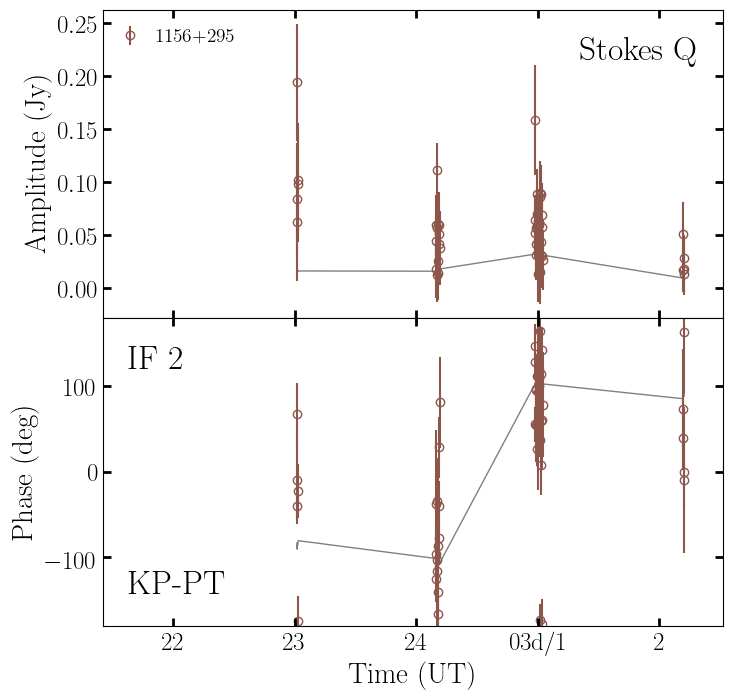 0.25
0.20
0.15
0.10
0.05
0.00
Amplitude (Jy)
1156+295
Stokes Q
IF 2
KP-PT
100
0
−100
Phase (deg)
22
23
24
03d/1
2
Time (UT)